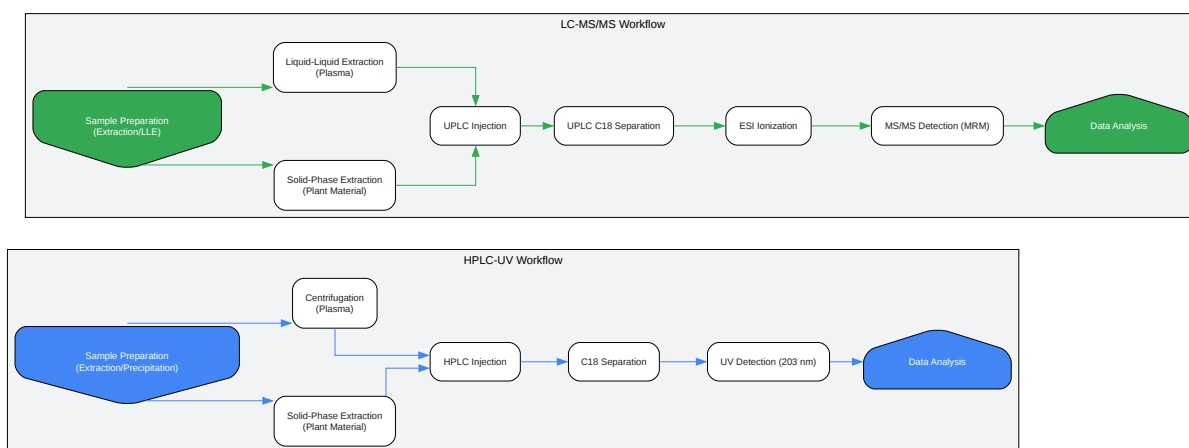 LC-MS/MS Workflow
Liquid-Liquid Extraction
(Plasma)
Sample Preparation
(Extraction/LLE)
UPLC Injection
UPLC C18 Separation
ESI Ionization
MS/MS Detection (MRM)
Data Analysis
Solid-Phase Extraction
(Plant Material)
HPLC-UV Workflow
Centrifugation
(Plasma)
Sample Preparation
(Extraction/Precipitation)
HPLC Injection
C18 Separation
UV Detection (203 nm)
Data Analysis
Solid-Phase Extraction
(Plant Material)